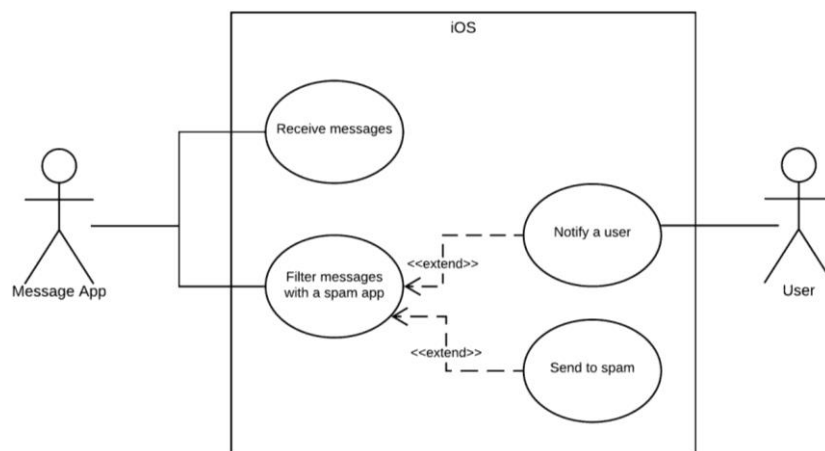 iOS
Receive messages
Notify a user
<<extend>>
Filter messages
with a spam app
Message App
User
<<extend>>
Send to spam